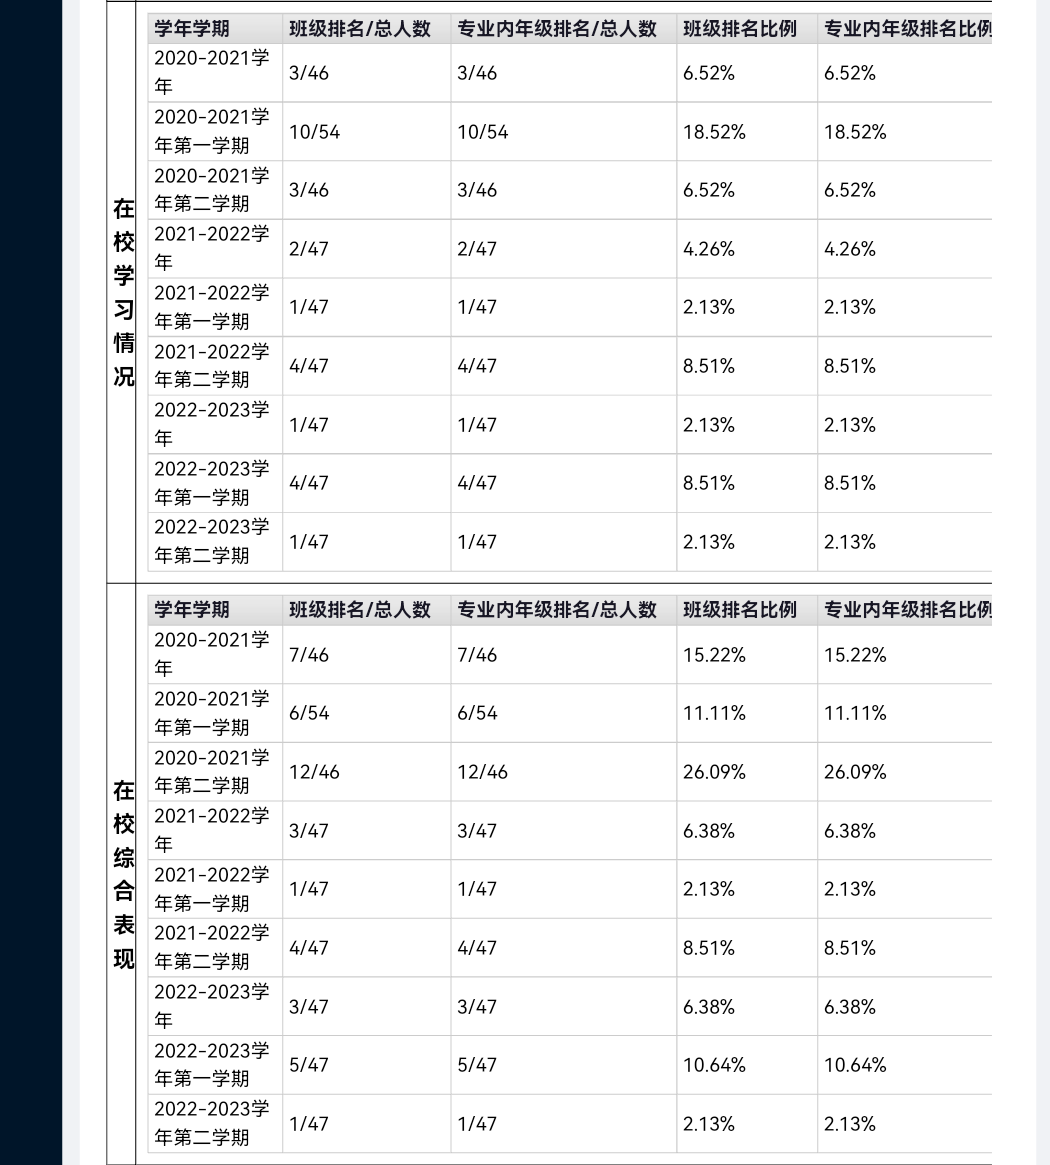 在校学习情况
学年学期 班级排名/总人数 专业内年级排名/总人数 班级排名比例 专业内年级排名比例
2020-2021学年 3/46 3/46 6.52% 6.52%
2020-2021学年第一学期 10/54 10/54 18.52% 18.52%
2020-2021学年第二学期 3/46 3/46 6.52% 6.52%
2021-2022学年 2/47 2/47 4.26% 4.26%
2021-2022学年第一学期 1/47 1/47 2.13% 2.13%
2021-2022学年第二学期 4/47 4/47 8.51% 8.51%
2022-2023学年 1/47 1/47 2.13% 2.13%
2022-2023学年第一学期 4/47 4/47 8.51% 8.51%
2022-2023学年第二学期 1/47 1/47 2.13% 2.13%
在校综合表现
学年学期 班级排名/总人数 专业内年级排名/总人数 班级排名比例 专业内年级排名比例
2020-2021学年 7/46 7/46 15.22% 15.22%
2020-2021学年第一学期 6/54 6/54 11.11% 11.11%
2020-2021学年第二学期 12/46 12/46 26.09% 26.09%
2021-2022学年 3/47 3/47 6.38% 6.38%
2021-2022学年第一学期 1/47 1/47 2.13% 2.13%
2021-2022学年第二学期 4/47 4/47 8.51% 8.51%
2022-2023学年 3/47 3/47 6.38% 6.38%
2022-2023学年第一学期 5/47 5/47 10.64% 10.64%
2022-2023学年第二学期 1/47 1/47 2.13% 2.13%